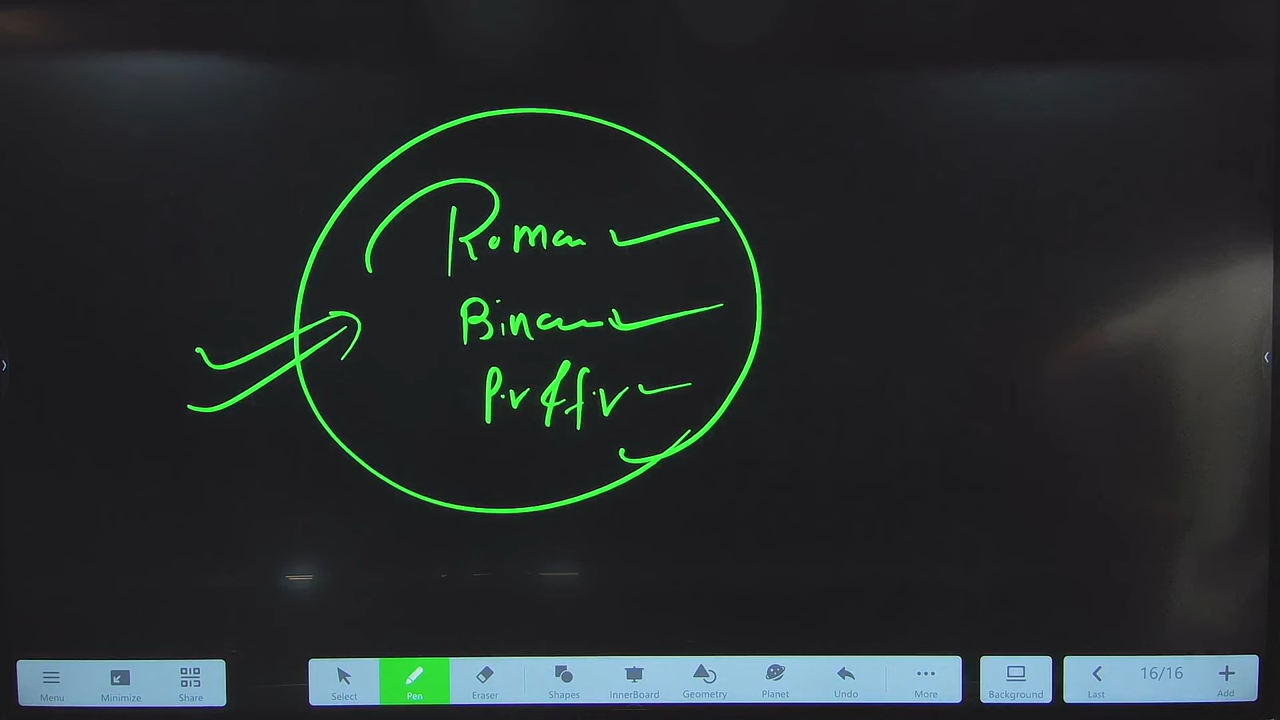 Roman
Binary
P.V & f.V
Menu
Minimize
Share
Select
Pen
Eraser
Shapes
InnerBoard
Geometry
Planet
Undo
More
Background
Last
16/16
Add